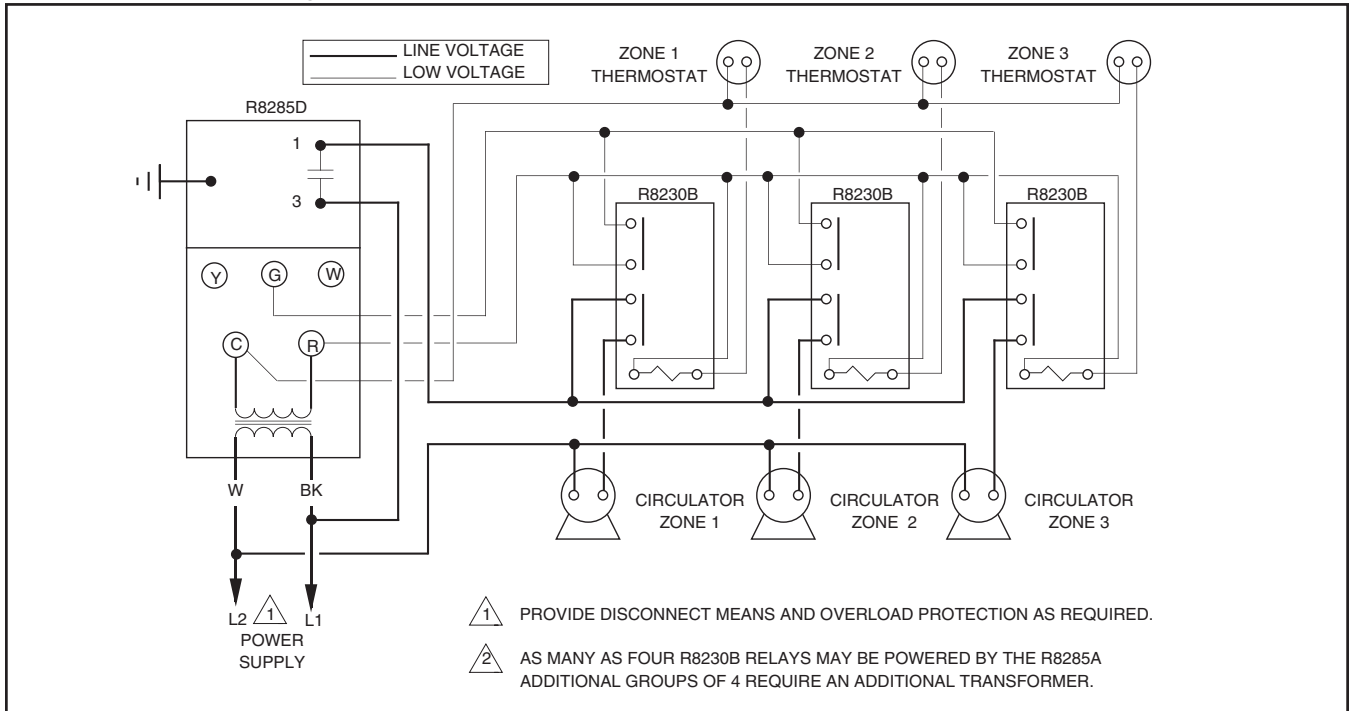 LINE VOLTAGE
LOW VOLTAGE
ZONE 1
THERMOSTAT
ZONE 2
THERMOSTAT
ZONE 3
THERMOSTAT
R8285D
1
3
R8230B
R8230B
R8230B
Y
G
W
C
R
W
BK
CIRCULATOR
ZONE 1
CIRCULATOR
ZONE 2
CIRCULATOR
ZONE 3
L2
1
L1
POWER
SUPPLY
1 PROVIDE DISCONNECT MEANS AND OVERLOAD PROTECTION AS REQUIRED.
2 AS MANY AS FOUR R8230B RELAYS MAY BE POWERED BY THE R8285A
ADDITIONAL GROUPS OF 4 REQUIRE AN ADDITIONAL TRANSFORMER.